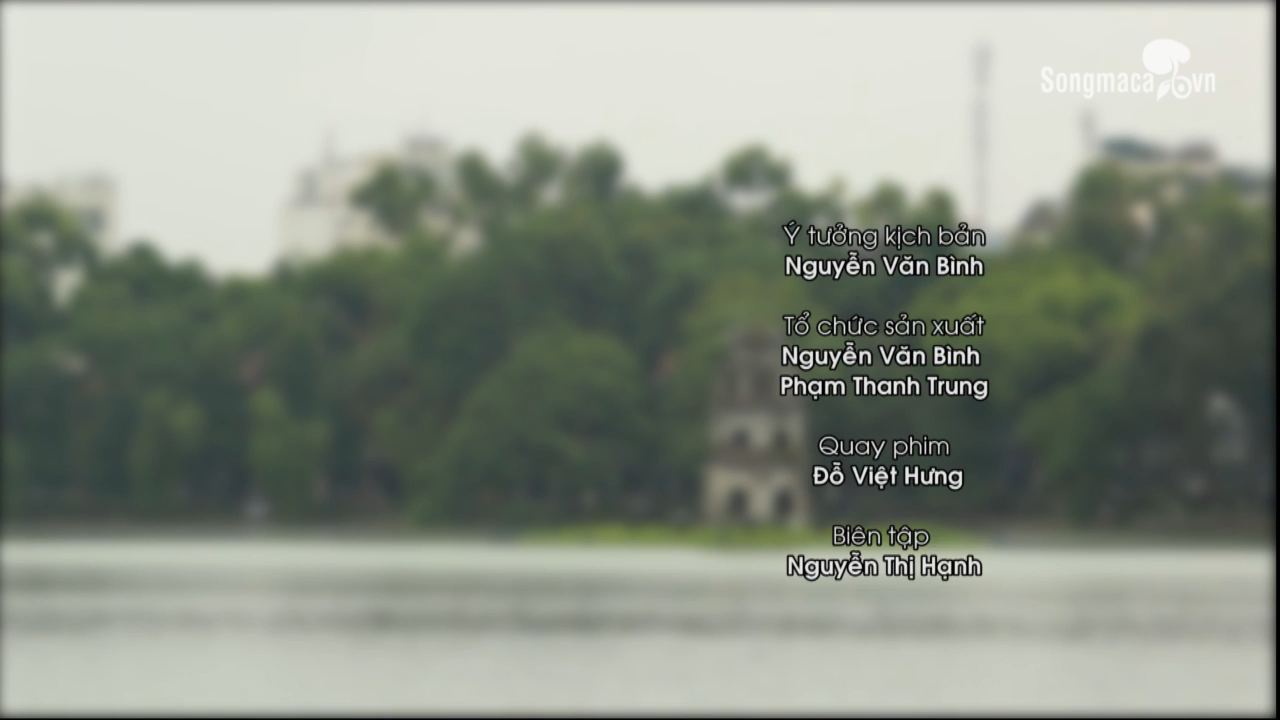 Songmaca.vn
Ý tưởng kịch bản
Nguyễn Văn Bình
Tổ chức sản xuất
Nguyễn Văn Bình
Phạm Thanh Trung
Quay phim
Đỗ Việt Hưng
Biên tập
Nguyễn Thị Hạnh